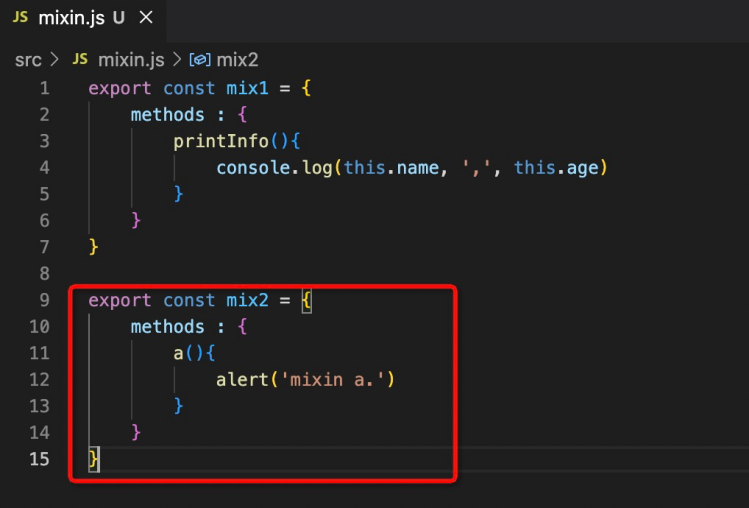 JS mixin.js U ×
src > JS mixin.js > mix2
1 export const mix1 = {
2     methods : {
3         printInfo(){
4             console.log(this.name, ',', this.age)
5         }
6     }
7 }
8
9 export const mix2 = {
10     methods : {
11         a(){
12             alert('mixin a.')
13         }
14     }
15 }